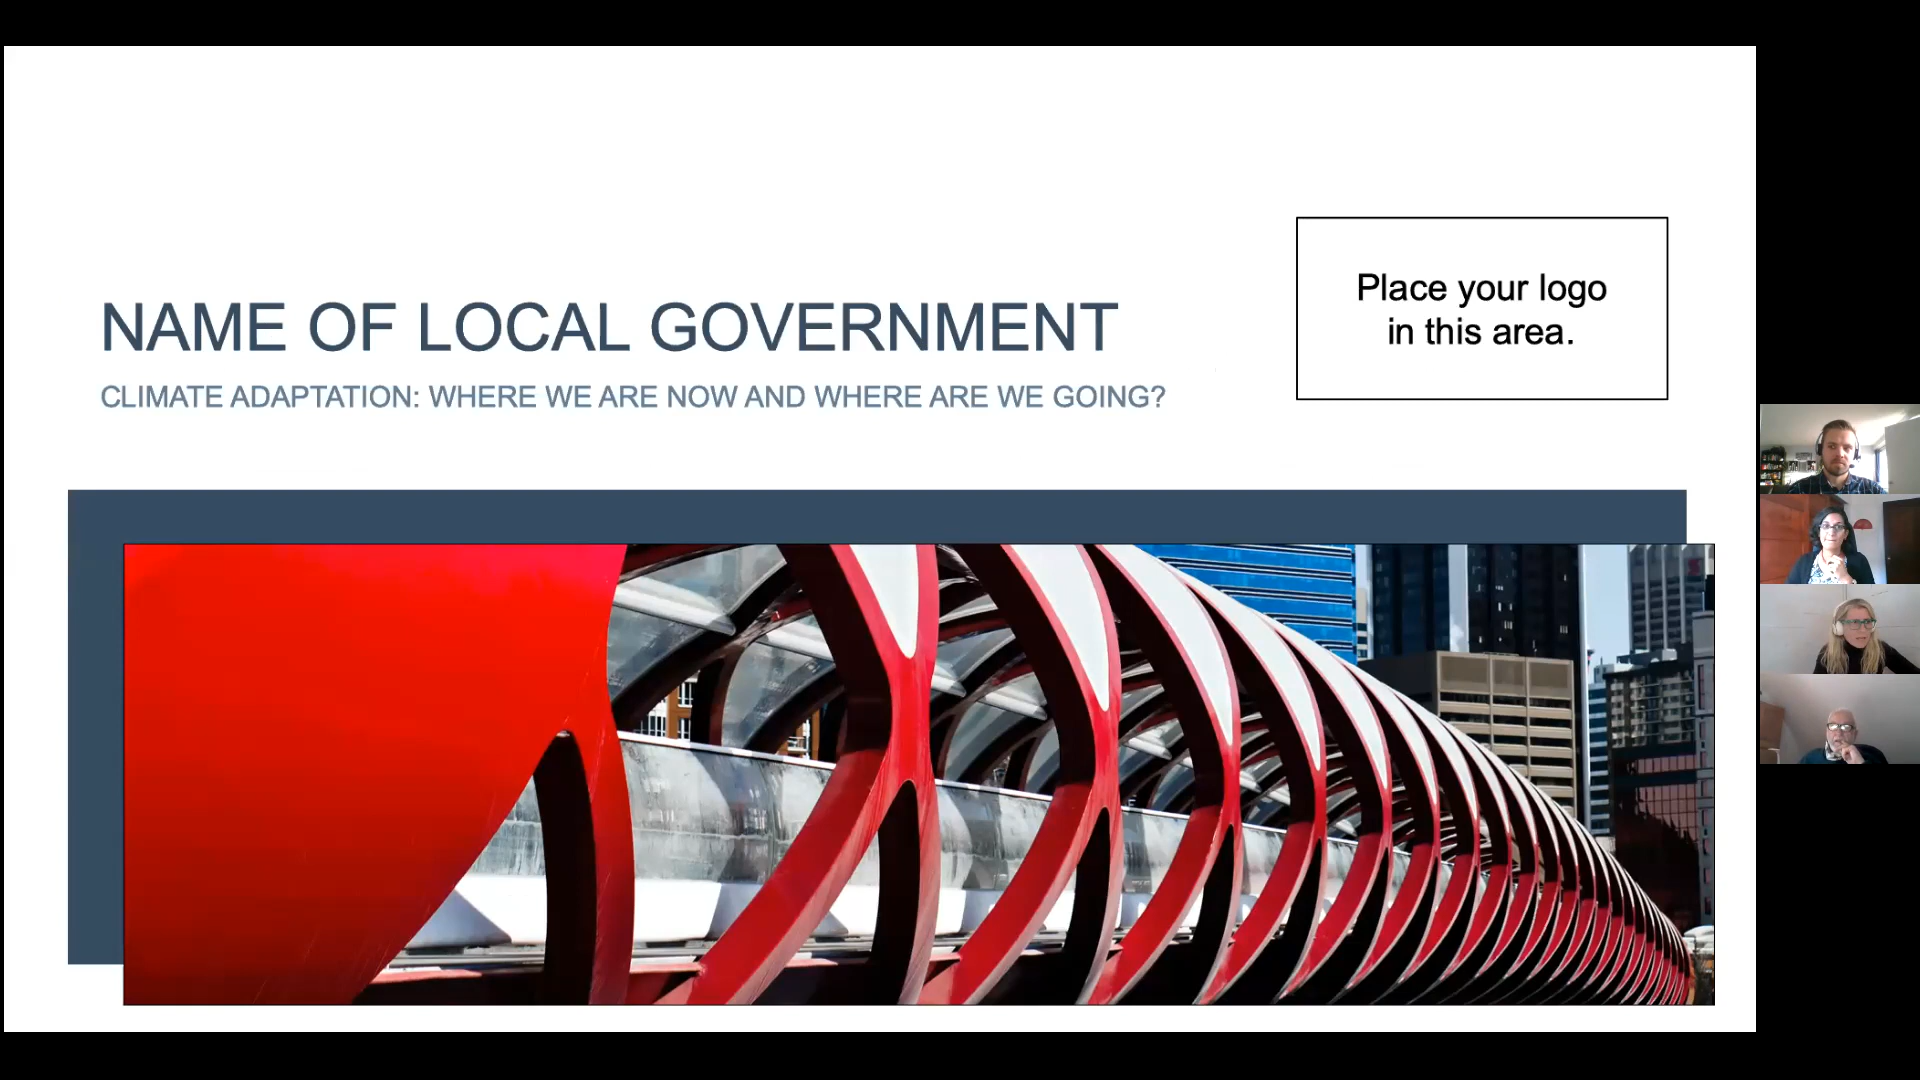 NAME OF LOCAL GOVERNMENT
CLIMATE ADAPTATION: WHERE WE ARE NOW AND WHERE ARE WE GOING?
Place your logo
in this area.